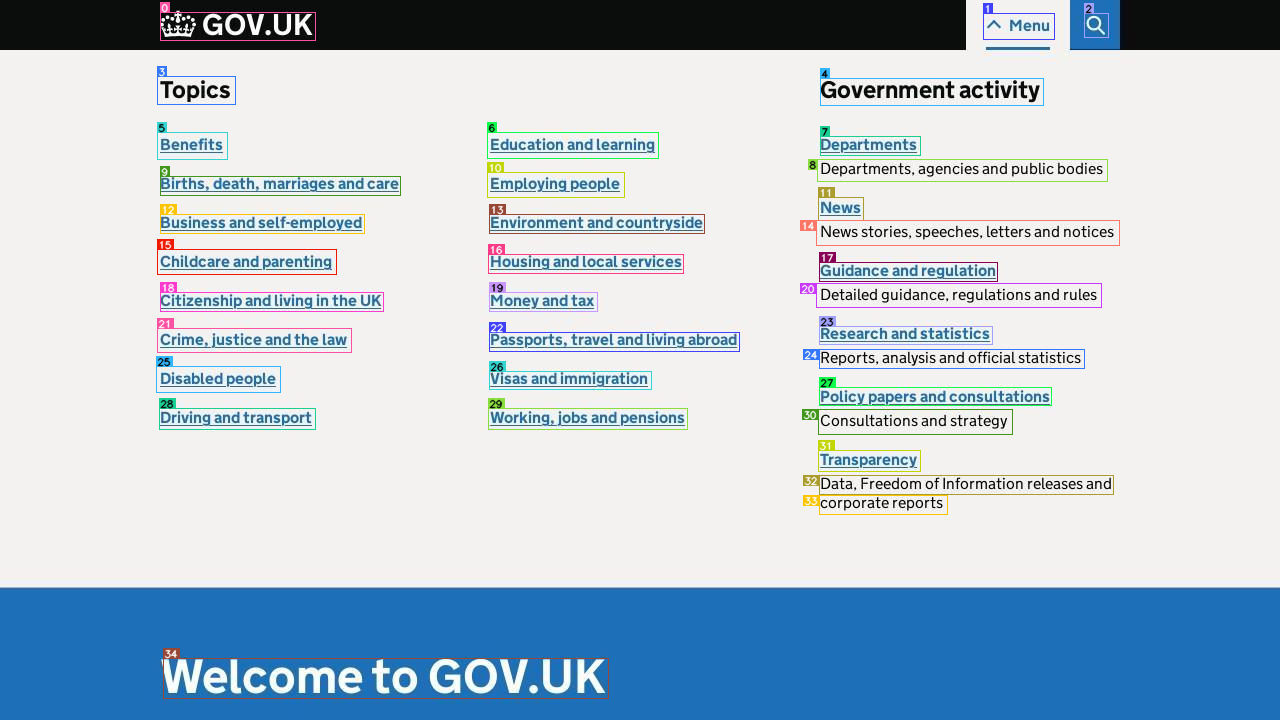 GOV.UK
Menu
Topics
Benefits
Births, death, marriages and care
Business and self-employed
Childcare and parenting
Citizenship and living in the UK
Crime, justice and the law
Disabled people
Driving and transport
Education and learning
Employing people
Environment and countryside
Housing and local services
Money and tax
Passports, travel and living abroad
Visas and immigration
Working, jobs and pensions
Government activity
Departments
Departments, agencies and public bodies
News
News stories, speeches, letters and notices
Guidance and regulation
Detailed guidance, regulations and rules
Research and statistics
Reports, analysis and official statistics
Policy papers and consultations
Consultations and strategy
Transparency
Data, Freedom of Information releases and
corporate reports
Welcome to GOV.UK
0
1
2
3
4
5
6
7
8
9
10
11
12
13
14
15
16
17
18
19
20
21
22
23
24
25
26
27
28
29
30
31
32
33
34